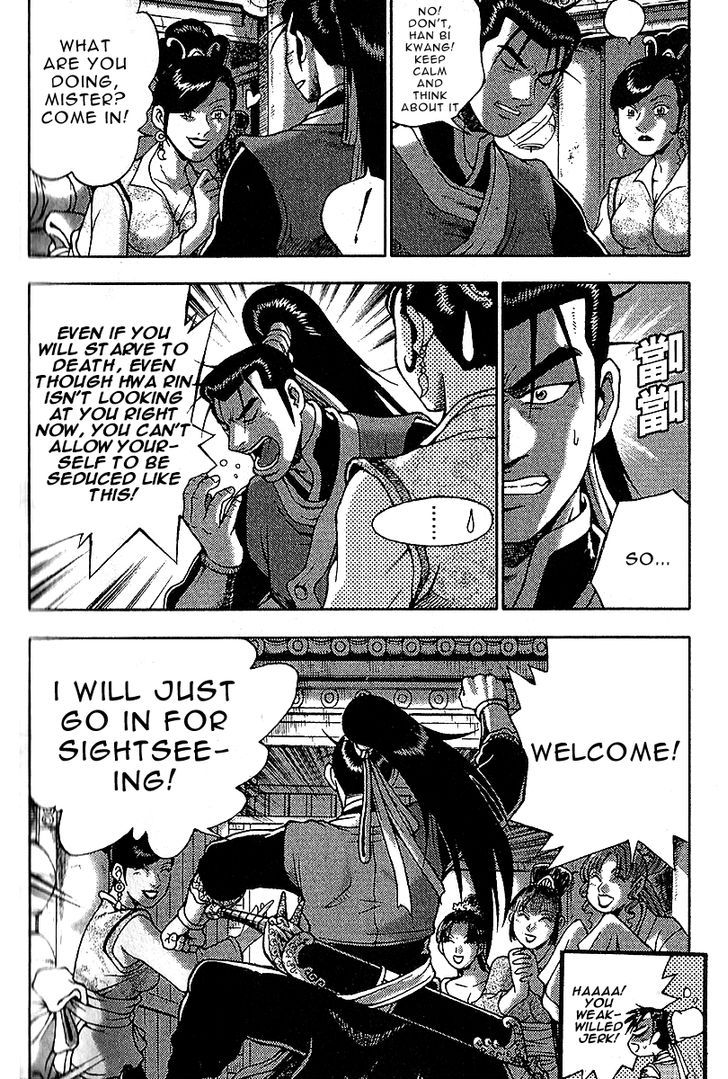 WHAT
ARE YOU
DOING,
MISTER?
COME IN!
!
NO!
DON'T,
HAN BI
KWANG!
KEEP
CALM
AND
THINK
ABOUT IT
EVEN IF YOU
WILL STARVE TO
DEATH, EVEN
THOUGH HWA RIN
ISN'T LOOKING
AT YOU RIGHT
NOW, YOU CAN'T
ALLOW YOUR-
SELF TO BE
SEDUCED LIKE
THIS!
......
當
當
SO...
I WILL JUST
GO IN FOR
SIGHTSEE-
ING!
WELCOME!
HAAAA!
YOU
WEAK-
WILLED
JERK!